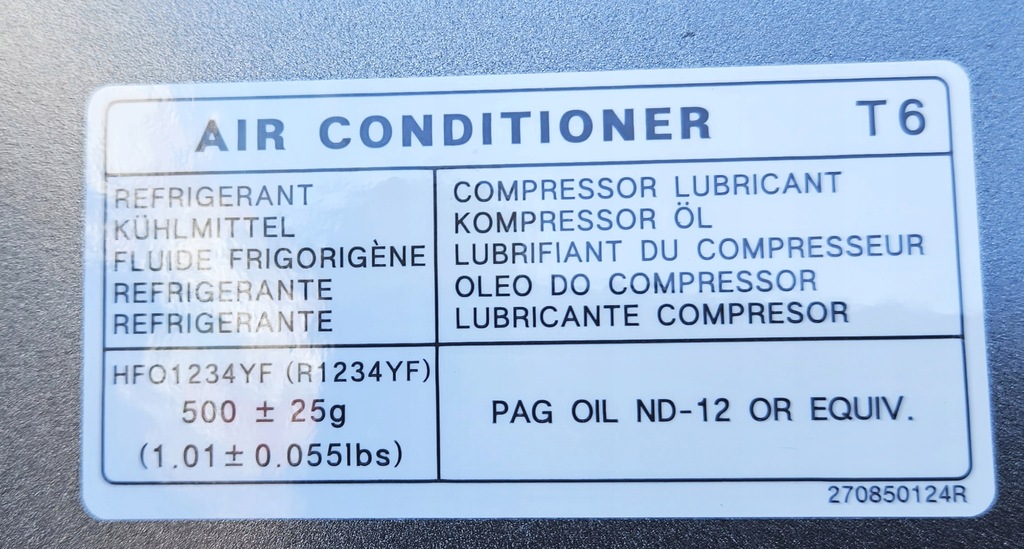 AIR CONDITIONER T6
REFRIGERANT
KÜHLMITTEL
FLUIDE FRIGORIGÈNE
REFRIGERANTE
REFRIGERANTE
COMPRESSOR LUBRICANT
KOMPRESSOR ÖL
LUBRIFIANT DU COMPRESSEUR
OLEO DO COMPRESSOR
LUBRICANTE COMPRESOR
HFO1234YF (R1234YF)
500 ± 25g
(1.01± 0.055lbs)
PAG OIL ND-12 OR EQUIV.
270850124R